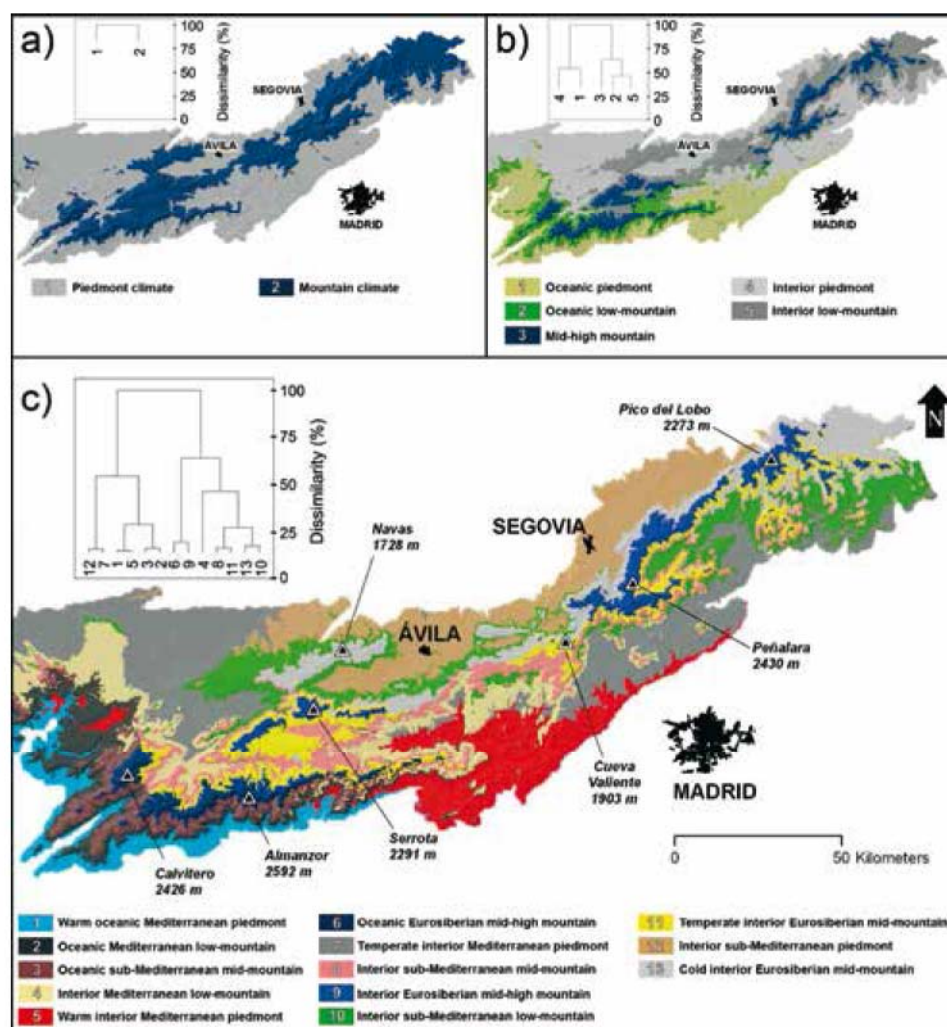 a)
100
75
50
25
0
Dissimilarity (%)
1
2
SEGOVIA
ÁVILA
MADRID
1 Piedmont climate
2 Mountain climate
b)
100
75
50
25
0
Dissimilarity (%)
4
1
3
2
5
SEGOVIA
ÁVILA
MADRID
1 Oceanic piedmont
2 Oceanic low-mountain
3 Mid-high mountain
4 Interior piedmont
5 Interior low-mountain
c)
100
75
50
25
0
Dissimilarity (%)
12
7
1
5
3
2
6
9
4
8
11
13
10
Pico del Lobo
2273 m
N
Navas
1728 m
SEGOVIA
ÁVILA
Peñalara
2430 m
Cueva
Valiente
1903 m
MADRID
Serrota
2291 m
Almanzor
2592 m
Calvitero
2426 m
0
50 Kilometers
1 Warm oceanic Mediterranean piedmont
2 Oceanic Mediterranean low-mountain
3 Oceanic sub-Mediterranean mid-mountain
4 Interior Mediterranean low-mountain
5 Warm interior Mediterranean piedmont
6 Oceanic Eurosiberian mid-high mountain
7 Temperate interior Mediterranean piedmont
8 Interior sub-Mediterranean mid-mountain
9 Interior Eurosiberian mid-high mountain
10 Interior sub-Mediterranean low-mountain
11 Temperate interior Eurosiberian mid-mountain
12 Interior sub-Mediterranean piedmont
13 Cold interior Eurosiberian mid-mountain